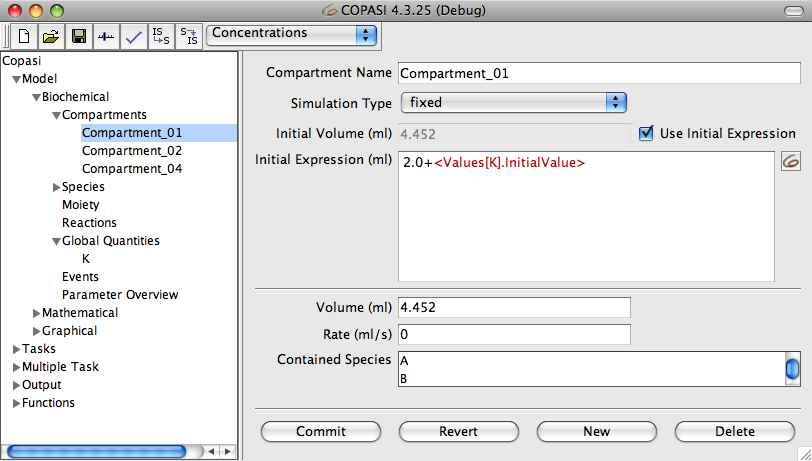 COPASI 4.3.25 (Debug)
IS S Concentrations
↳S ↳IS
Copasi
Model
Biochemical
Compartments
Compartment_01
Compartment_02
Compartment_04
Species
Moiety
Reactions
Global Quantities
K
Events
Parameter Overview
Mathematical
Graphical
Tasks
Multiple Task
Output
Functions
Compartment Name Compartment_01
Simulation Type fixed
Initial Volume (ml) 4.452 Use Initial Expression
Initial Expression (ml) 2.0+<Values[K].InitialValue>
Volume (ml) 4.452
Rate (ml/s) 0
Contained Species A
B
Commit Revert New Delete